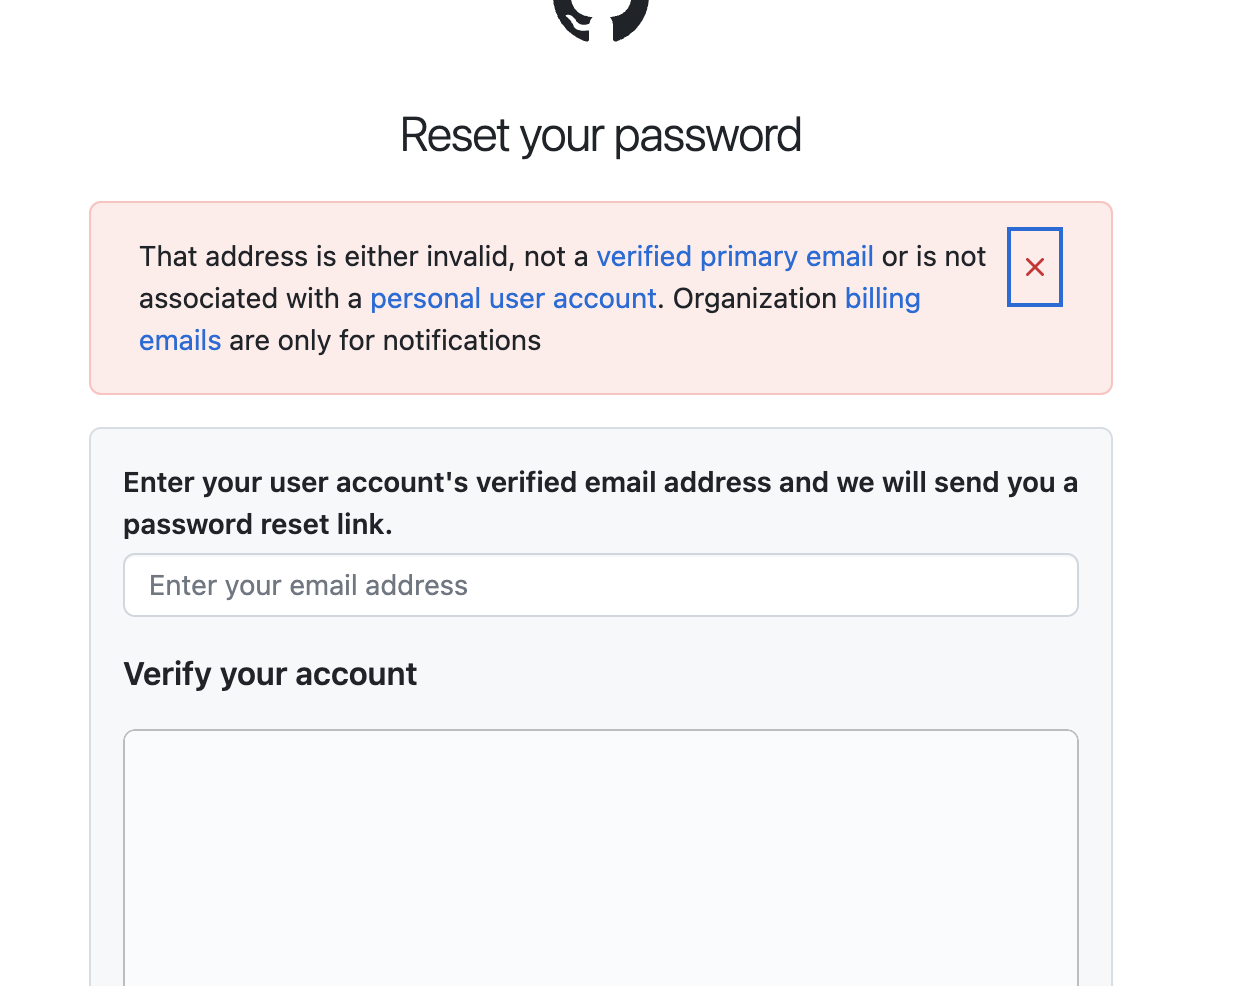 Reset your password
That address is either invalid, not a verified primary email or is not
associated with a personal user account. Organization billing
emails are only for notifications
Enter your user account's verified email address and we will send you a
password reset link.
Enter your email address
Verify your account